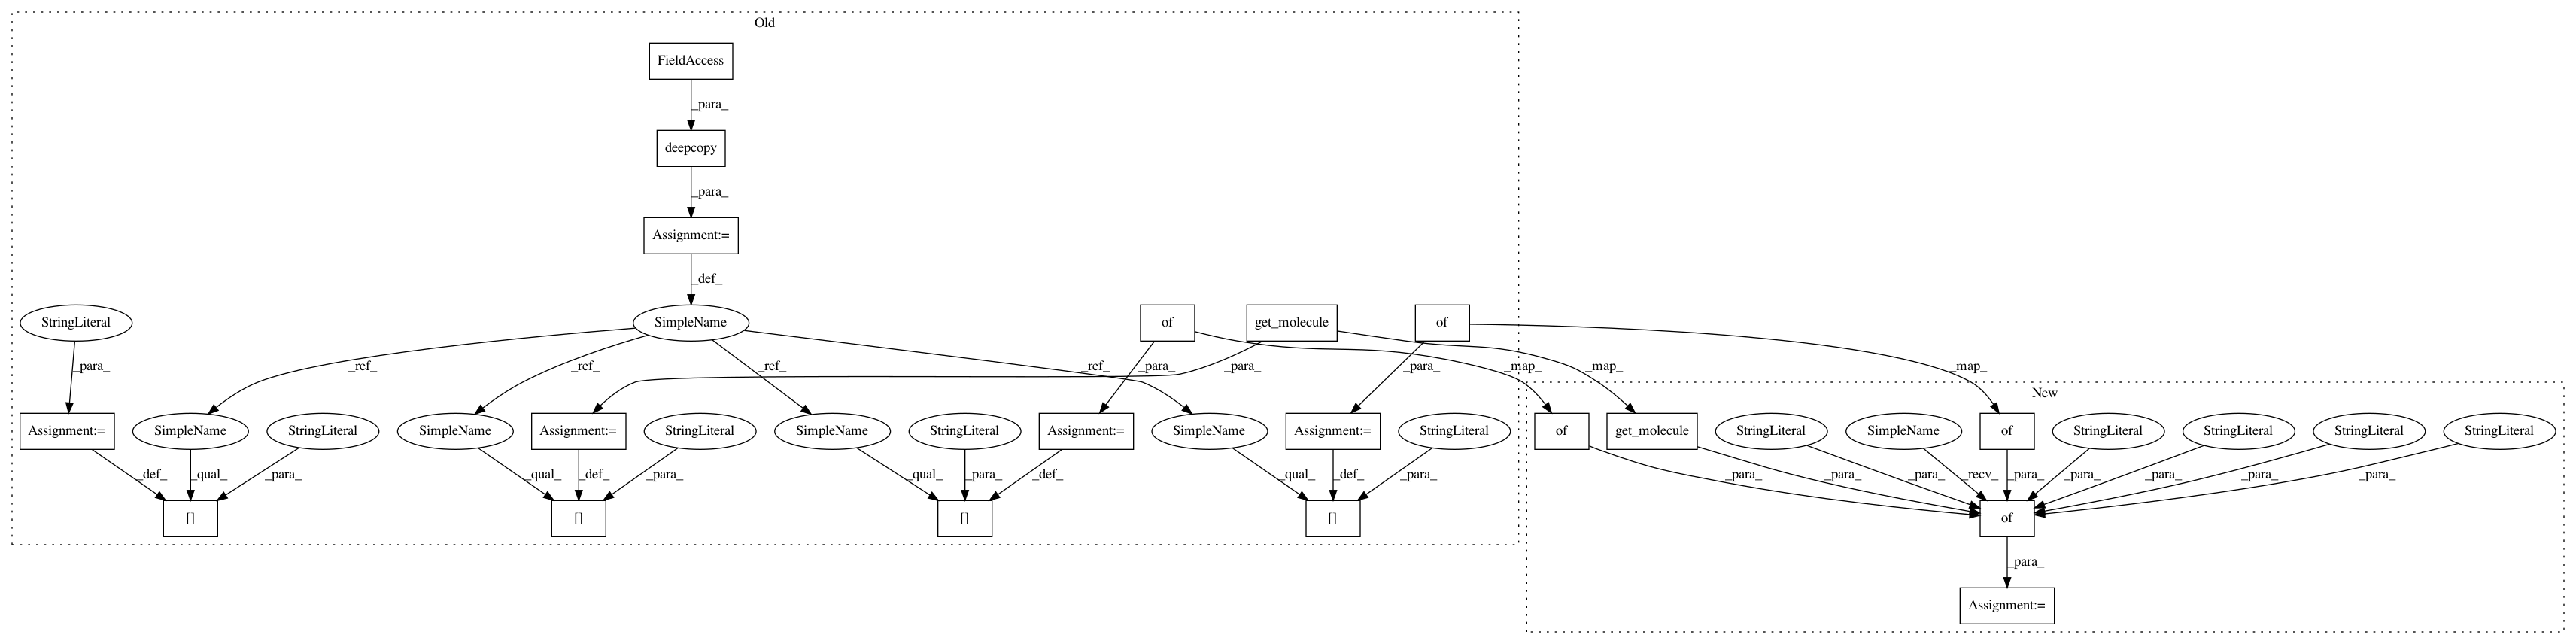 Old
FieldAccess
_para_
deepcopy
_para_
Assignment:=
_def_
StringLiteral
SimpleName
of
get_molecule
of
_para_
_ref_
_ref_
_ref_
_ref_
_para_
_para_
_para_
_map_
_map_
_map_
New
Assignment:=
SimpleName
StringLiteral
SimpleName
Assignment:=
StringLiteral
SimpleName
StringLiteral
Assignment:=
SimpleName
Assignment:=
StringLiteral
of
get_molecule
StringLiteral
SimpleName
of
StringLiteral
StringLiteral
StringLiteral
StringLiteral
_def_
_qual_
_para_
_qual_
_def_
_para_
_qual_
_para_
_def_
_qual_
_def_
_para_
_para_
_para_
_para_
_recv_
_para_
_para_
_para_
_para_
_para_
[]
[]
[]
[]
of
_para_
Assignment:=